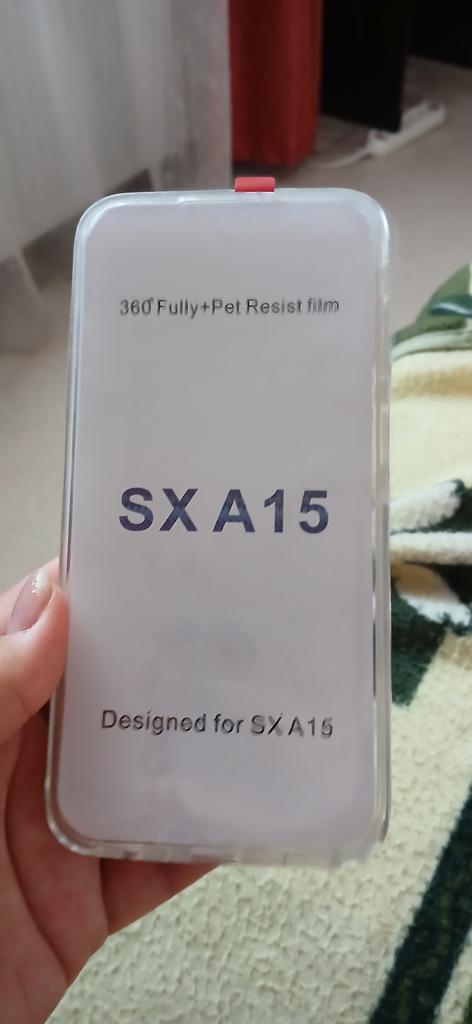 360°Fully+Pet Resist film
SX A15
Designed for SX A15